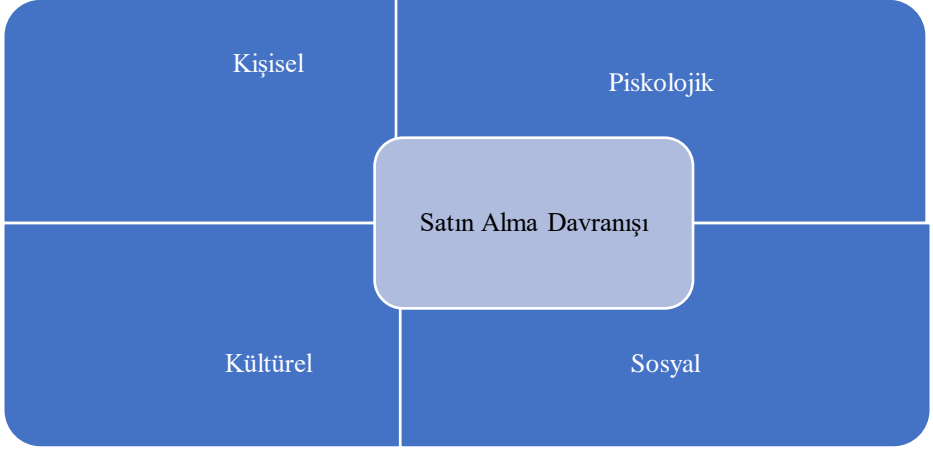 Kişisel
Piskolojik
Satın Alma Davranışı
Kültürel
Sosyal